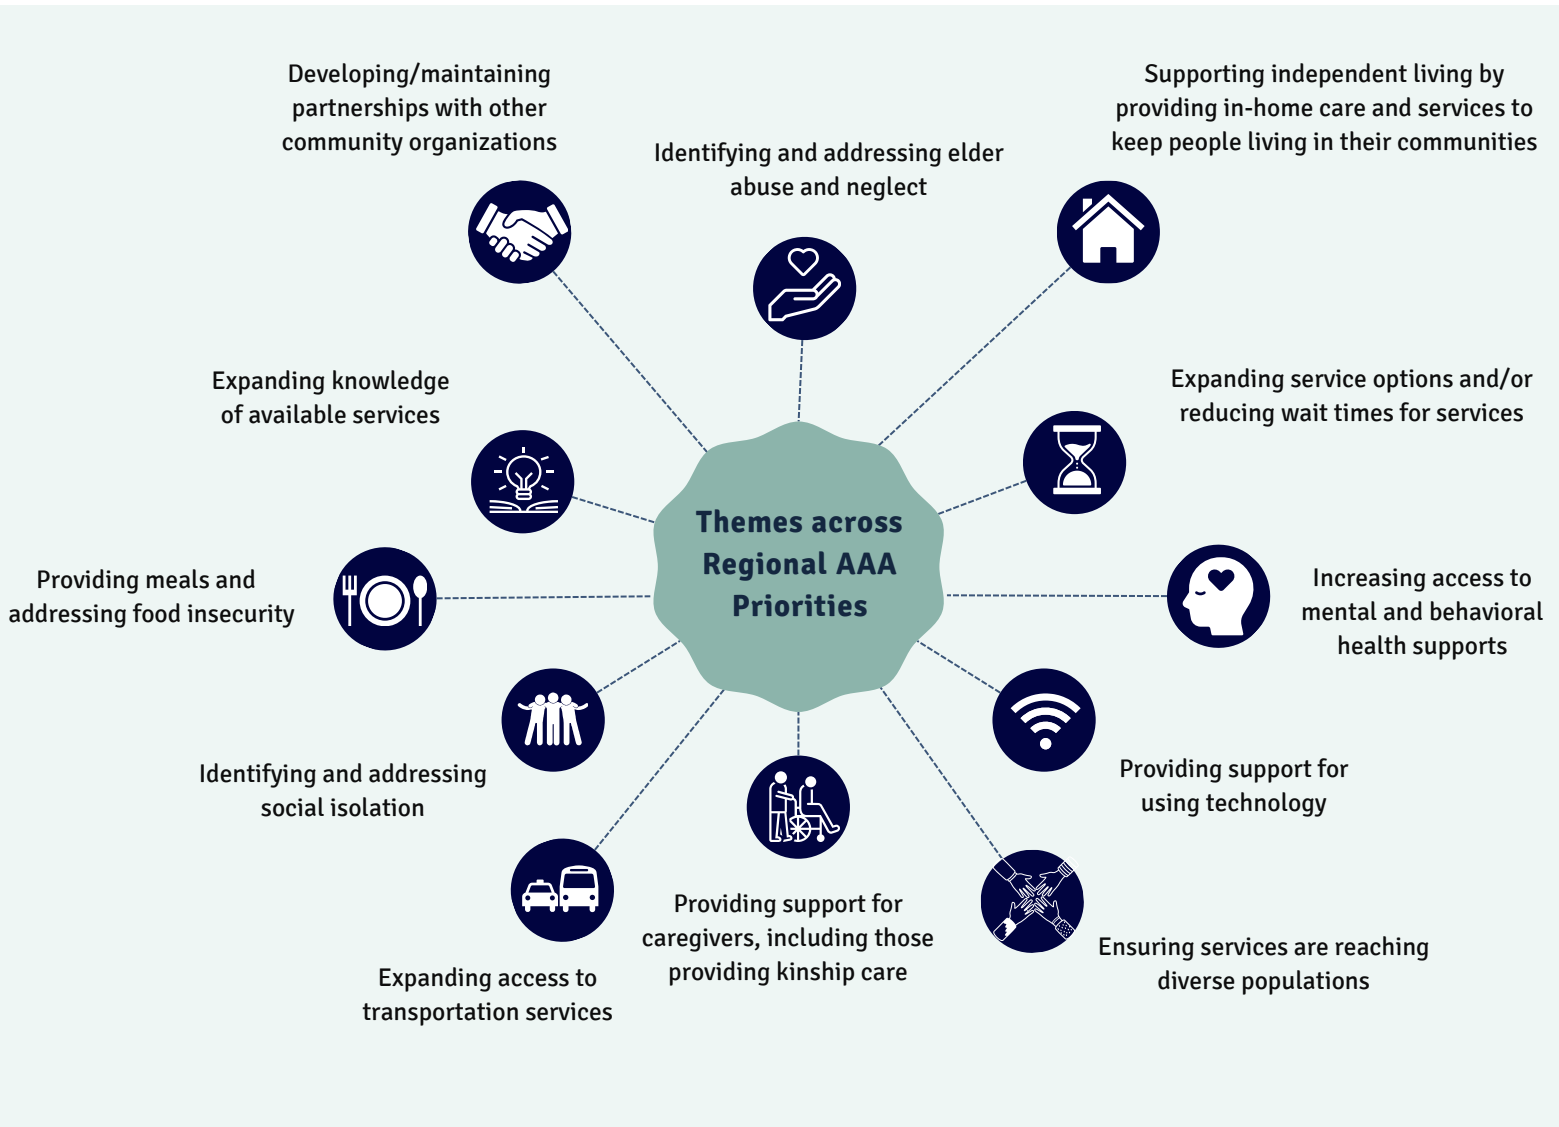 Developing/maintaining
partnerships with other
community organizations
Identifying and addressing elder
abuse and neglect
Supporting independent living by
providing in-home care and services to
keep people living in their communities
Expanding knowledge
of available services
Expanding service options and/or
reducing wait times for services
Themes across
Regional AAA
Priorities
Providing meals and
addressing food insecurity
Increasing access to
mental and behavioral
health supports
Identifying and addressing
social isolation
Providing support for
using technology
Expanding access to
transportation services
Providing support for
caregivers, including those
providing kinship care
Ensuring services are reaching
diverse populations